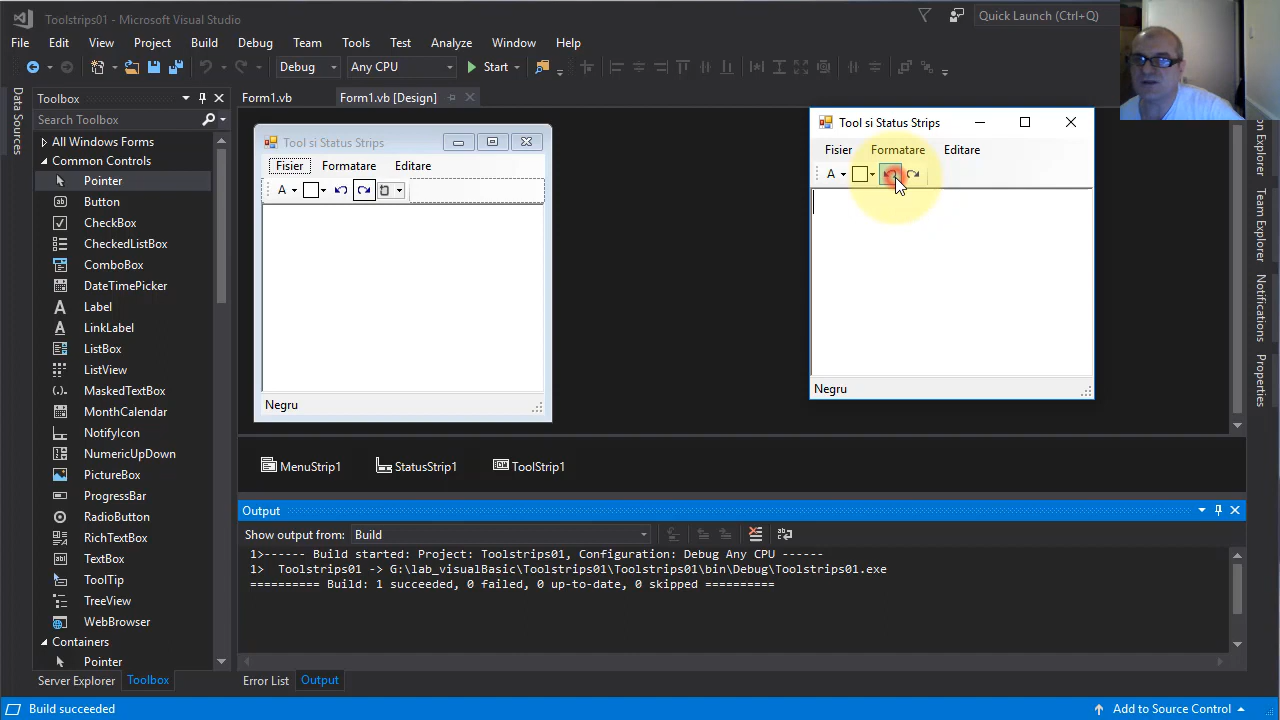 Toolstrips01 - Microsoft Visual Studio
Quick Launch (Ctrl+Q)
File Edit View Project Build Debug Team Tools Test Analyze Window Help
Debug Any CPU Start
Data Sources
Toolbox
Search Toolbox
All Windows Forms
Common Controls
Pointer
Button
CheckBox
CheckedListBox
ComboBox
DateTimePicker
Label
LinkLabel
ListBox
ListView
MaskedTextBox
MonthCalendar
NotifyIcon
NumericUpDown
PictureBox
ProgressBar
RadioButton
RichTextBox
TextBox
ToolTip
TreeView
WebBrowser
Containers
Pointer
Server Explorer Toolbox
Form1.vb Form1.vb [Design]
Tool si Status Strips
Fisier Formatare Editare
A
Negru
Tool si Status Strips
Fisier Formatare Editare
A
Negru
MenuStrip1 StatusStrip1 ToolStrip1
Output
Show output from: Build
1>------ Build started: Project: Toolstrips01, Configuration: Debug Any CPU ------
1> Toolstrips01 -> G:\lab_visualBasic\Toolstrips01\Toolstrips01\bin\Debug\Toolstrips01.exe
========== Build: 1 succeeded, 0 failed, 0 up-to-date, 0 skipped ==========
Error List Output
Explorer
Team Explorer
Notifications
Properties
Build succeeded
Add to Source Control